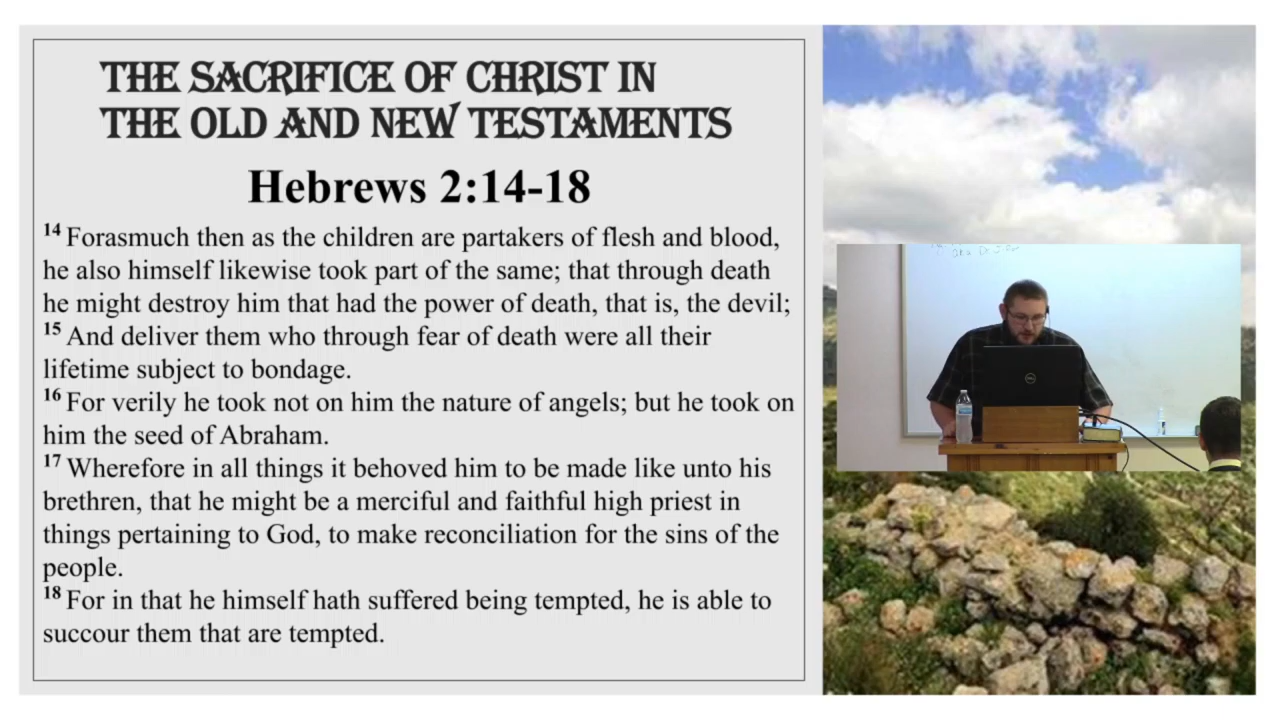 THE SACRIFICE OF CHRIST IN
THE OLD AND NEW TESTAMENTS
Hebrews 2:14-18
14 Forasmuch then as the children are partakers of flesh and blood,
he also himself likewise took part of the same; that through death
he might destroy him that had the power of death, that is, the devil;
15 And deliver them who through fear of death were all their
lifetime subject to bondage.
16 For verily he took not on him the nature of angels; but he took on
him the seed of Abraham.
17 Wherefore in all things it behoved him to be made like unto his
brethren, that he might be a merciful and faithful high priest in
things pertaining to God, to make reconciliation for the sins of the
people.
18 For in that he himself hath suffered being tempted, he is able to
succour them that are tempted.
DELL